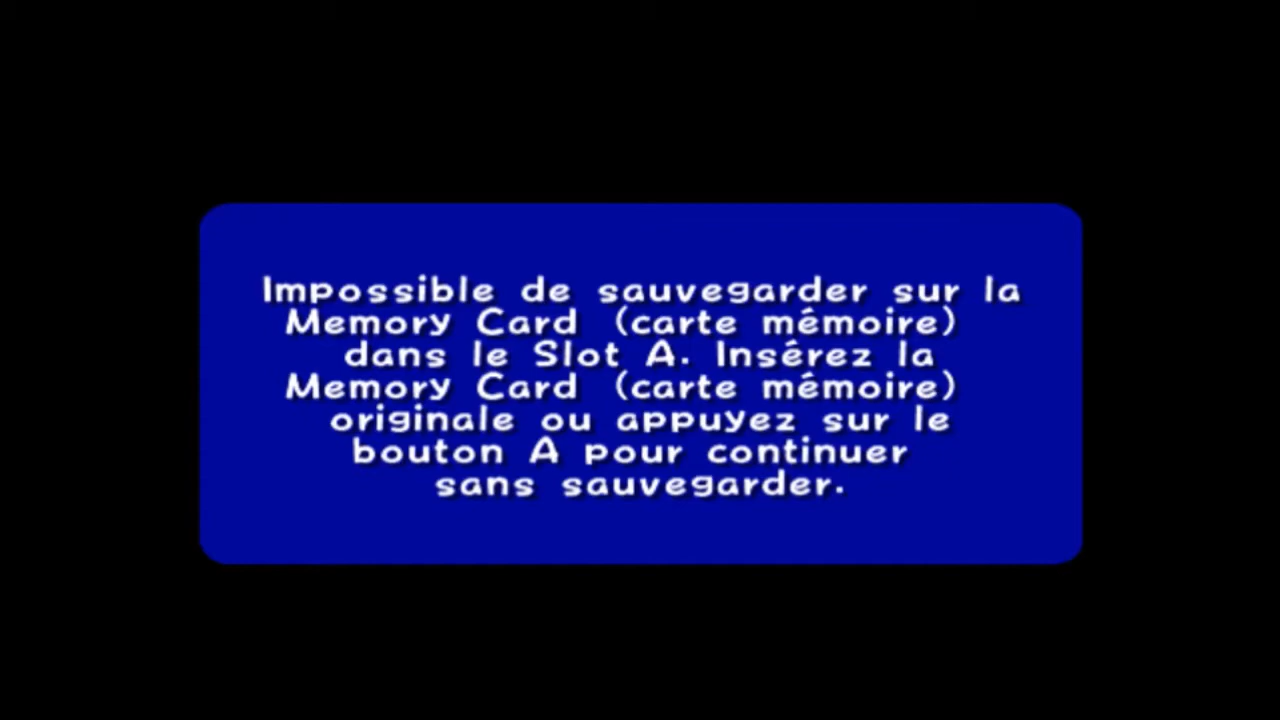 Impossible de sauvegarder sur la
Memory Card (carte mémoire)
dans le Slot A. Insérez la
Memory Card (carte mémoire)
originale ou appuyez sur le
bouton A pour continuer
sans sauvegarder.